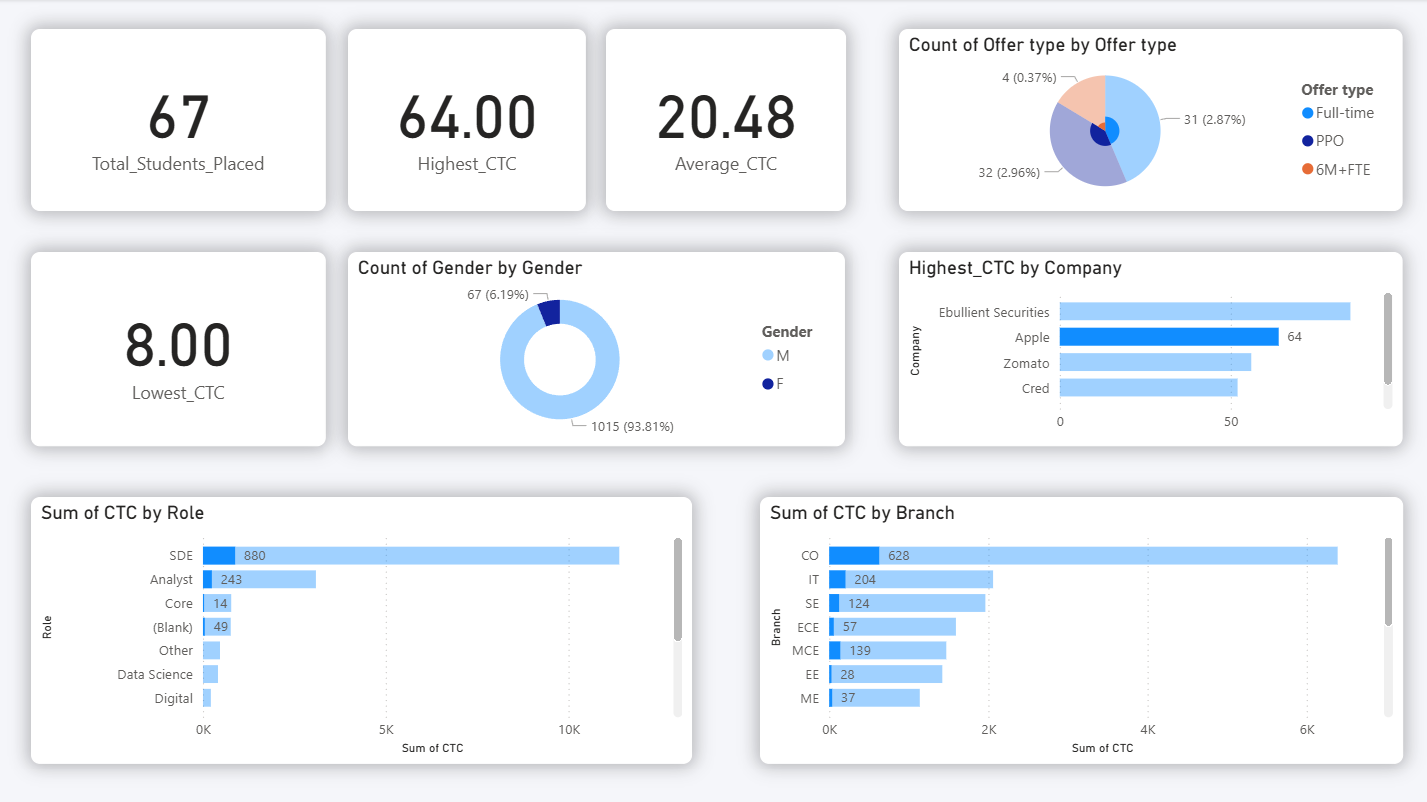 67
Total_Students_Placed
64.00
Highest_CTC
20.48
Average_CTC
Count of Offer type by Offer type
4 (0.37%)
31 (2.87%)
32 (2.96%)
Offer type
Full-time
PPO
6M+FTE
8.00
Lowest_CTC
Count of Gender by Gender
67 (6.19%)
1015 (93.81%)
Gender
M
F
Highest_CTC by Company
Company
Ebullient Securities
Apple 64
Zomato
Cred
0 50
Sum of CTC by Role
Role
SDE 880
Analyst 243
Core 14
(Blank) 49
Other
Data Science
Digital
0K 5K 10K
Sum of CTC
Sum of CTC by Branch
Branch
CO 628
IT 204
SE 124
ECE 57
MCE 139
EE 28
ME 37
0K 2K 4K 6K
Sum of CTC